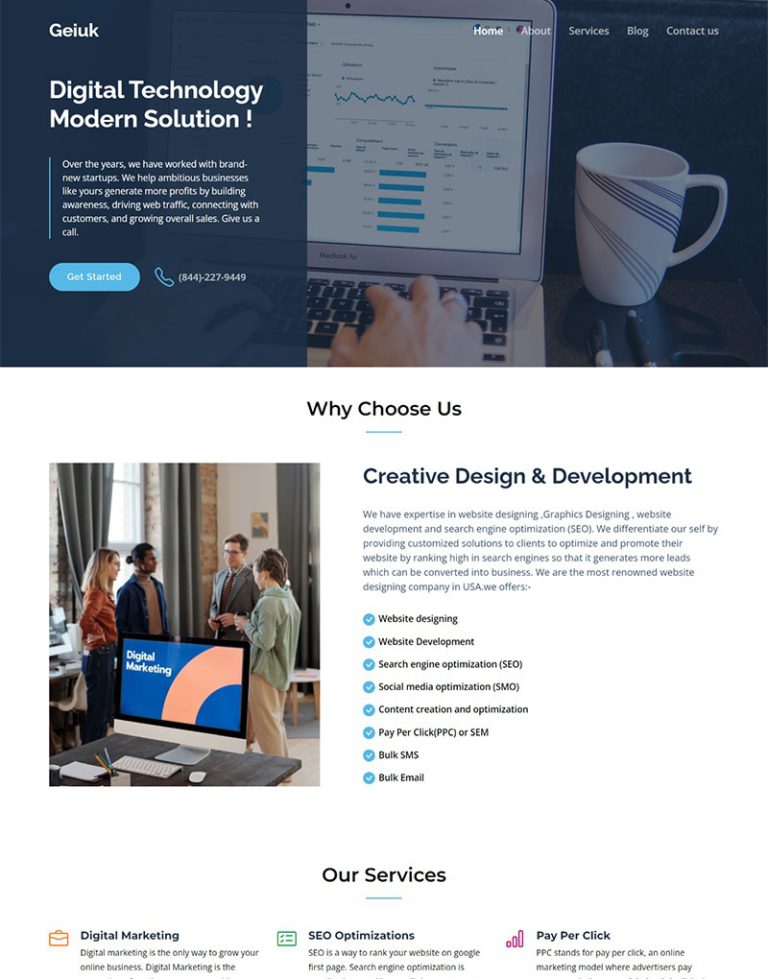 Geiuk
Home About Services Blog Contact us
Digital Technology
Modern Solution !
Over the years, we have worked with brand-
new startups. We help ambitious businesses
like yours generate more profits by building
awareness, driving web traffic, connecting with
customers, and growing overall sales. Give us a
call.
Get Started
(844)-227-9449
MacBook Air
Why Choose Us
Digital
Marketing
Creative Design & Development
We have expertise in website designing ,Graphics Designing , website
development and search engine optimization (SEO). We differentiate our self by
providing customized solutions to clients to optimize and promote their
website by ranking high in search engines so that it generates more leads
which can be converted into business. We are the most renowned website
designing company in USA.we offers:-
Website designing
Website Development
Search engine optimization (SEO)
Social media optimization (SMO)
Content creation and optimization
Pay Per Click(PPC) or SEM
Bulk SMS
Bulk Email
Our Services
Digital Marketing
Digital marketing is the only way to grow your
online business. Digital Marketing is the
SEO Optimizations
SEO is a way to rank your website on google
first page. Search engine optimization is
Pay Per Click
PPC stands for pay per click, an online
marketing model where advertisers pay